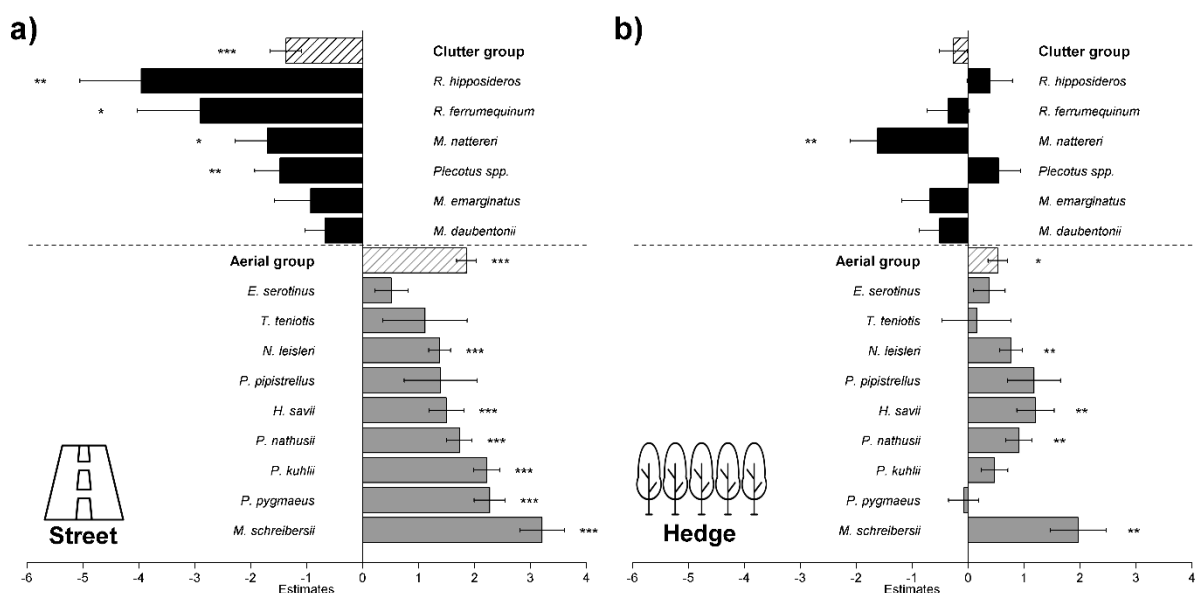 a)
*** Clutter group
** R. hipposideros
* R. ferrumequinum
* M. nattereri
** Plecotus spp.
M. emarginatus
M. daubentonii
Aerial group ***
E. serotinus
T. teniotis
N. leisleri ***
P. pipistrellus
H. savii ***
P. nathusii ***
P. kuhlii ***
P. pygmaeus ***
M. schreibersii ***
Street
-6 -5 -4 -3 -2 -1 0 1 2 3 4
Estimates
b)
Clutter group
R. hipposideros
R. ferrumequinum
** M. nattereri
Plecotus spp.
M. emarginatus
M. daubentonii
Aerial group *
E. serotinus
T. teniotis
N. leisleri **
P. pipistrellus
H. savii **
P. nathusii **
P. kuhlii
P. pygmaeus
M. schreibersii **
Hedge
-6 -5 -4 -3 -2 -1 0 1 2 3 4
Estimates